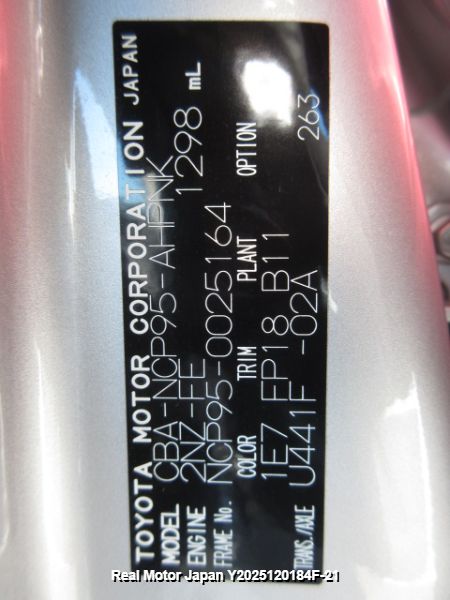 TOYOTA MOTOR CORPORATION JAPAN
MODEL CBA-NCP95-AHPNK
ENGINE 2NZ-FE 1298 mL
FRAME No. NCP95-0025164
COLOR TRIM PLANT OPTION
1E7 FP18 B11 263
TRANS./AXLE U441F -02A
Real Motor Japan Y2025120184F-21